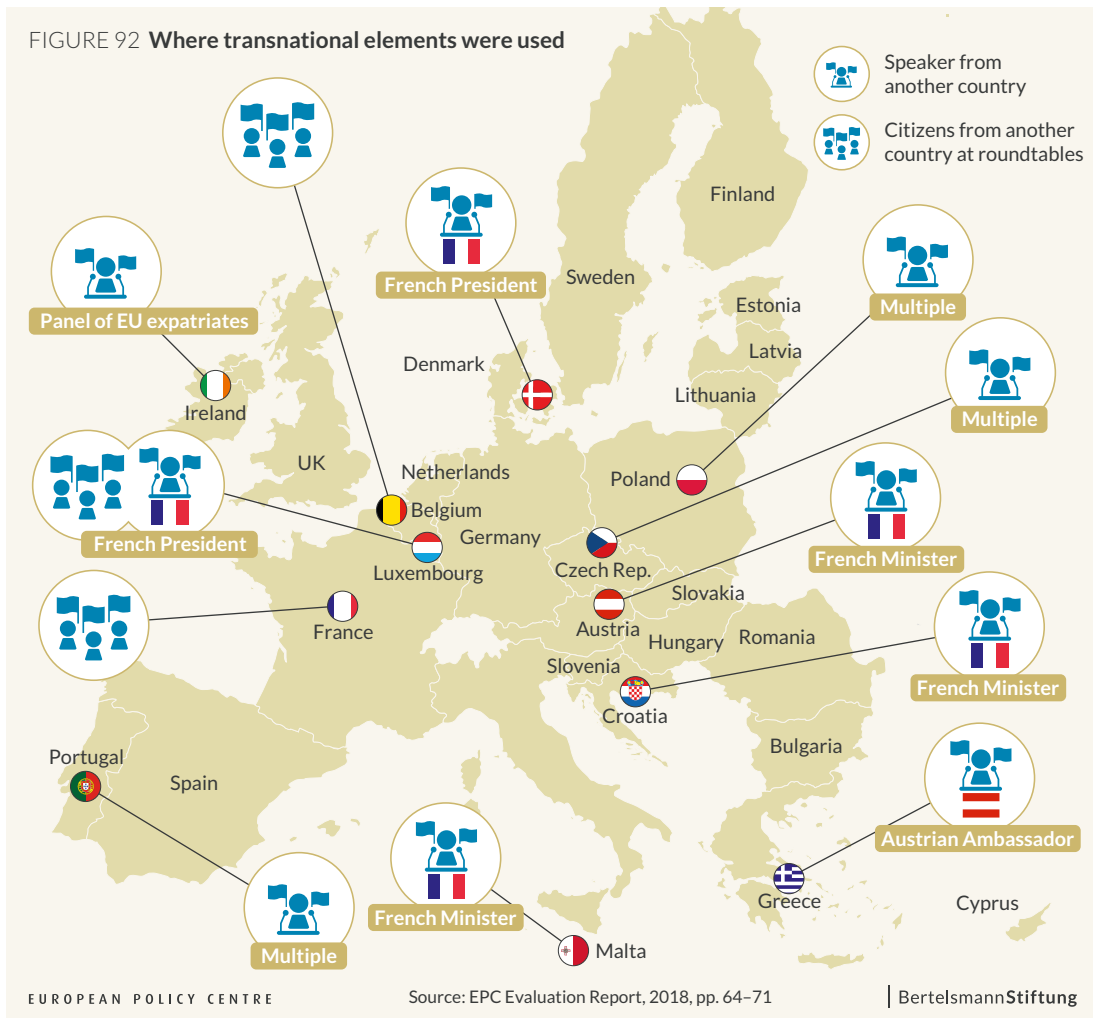 FIGURE 92 Where transnational elements were used
Speaker from
another country
Citizens from another
country at roundtables
Finland
Sweden
French President
Multiple
Panel of EU expatriates
Estonia
Latvia
Denmark
Lithuania
Multiple
Ireland
UK
Netherlands
Poland
Belgium
Germany
French President
Luxembourg
Czech Rep.
French Minister
Slovakia
France
Austria
Hungary
Romania
Slovenia
French Minister
Croatia
Bulgaria
Portugal
Spain
Austrian Ambassador
Greece
Cyprus
French Minister
Multiple
Malta
EUROPEAN POLICY CENTRE
Source: EPC Evaluation Report, 2018, pp. 64–71
BertelsmannStiftung